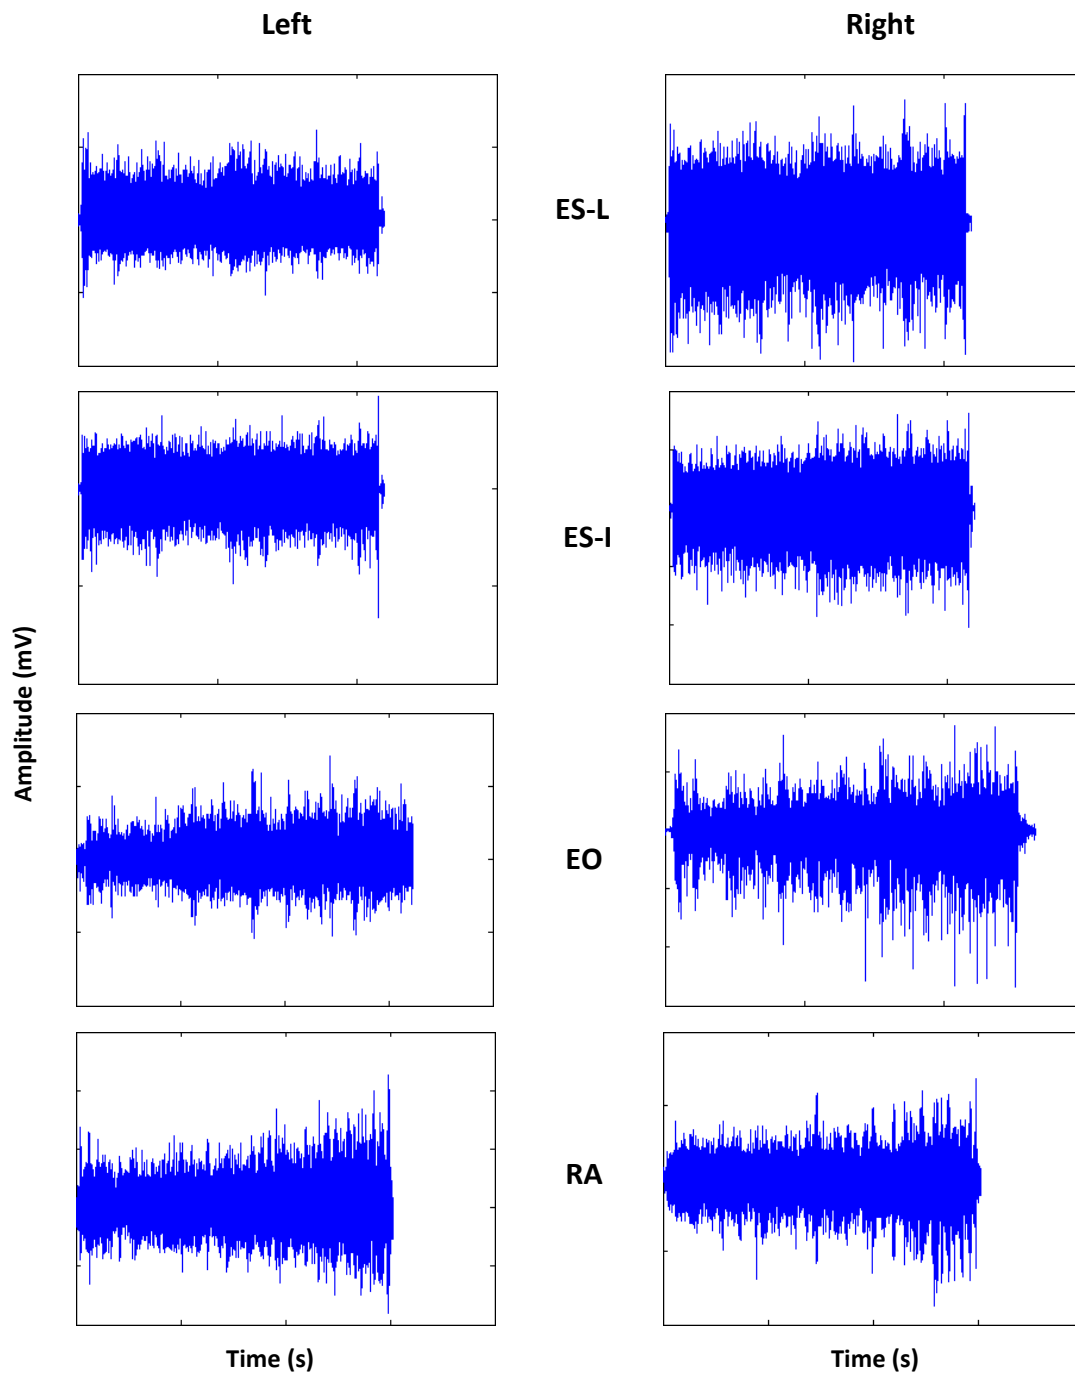 Left
Right
ES-L
ES-I
Amplitude (mV)
EO
RA
Time (s)
Time (s)